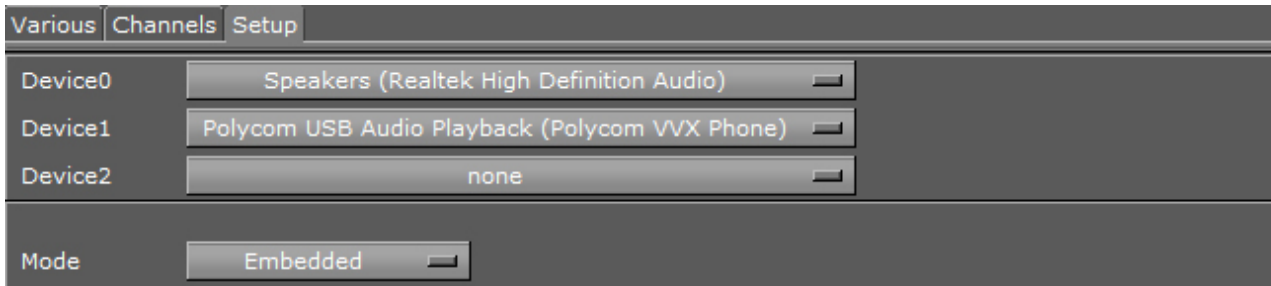 Various Channels Setup
Device0 Speakers (Realtek High Definition Audio)
Device1 Polycom USB Audio Playback (Polycom VVX Phone)
Device2 none
Mode Embedded